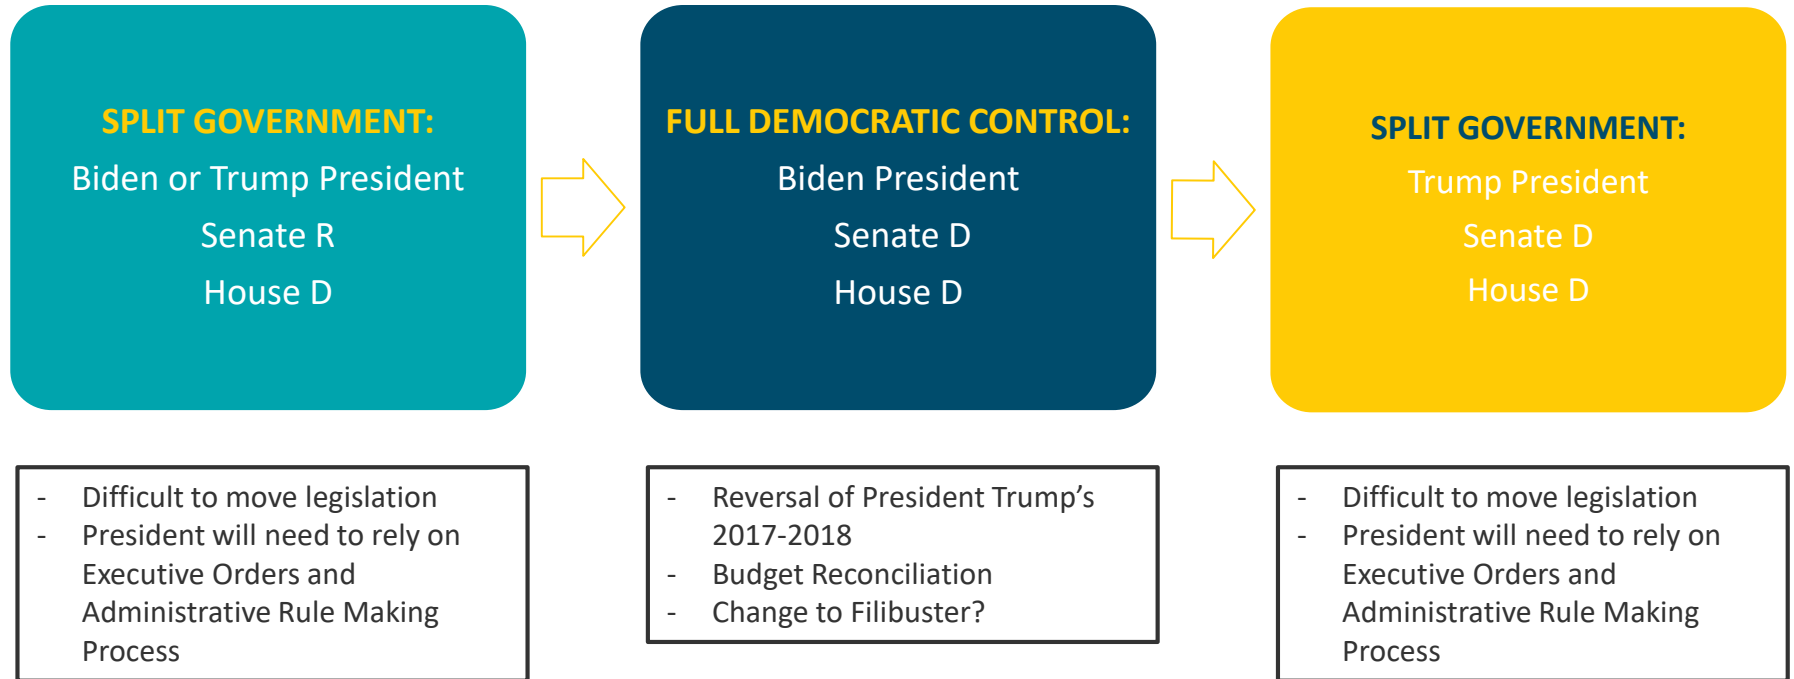 SPLIT GOVERNMENT:
Biden or Trump President
Senate R
House D
FULL DEMOCRATIC CONTROL:
Biden President
Senate D
House D
SPLIT GOVERNMENT:
Trump President
Senate D
House D
- Difficult to move legislation
- President will need to rely on
Executive Orders and
Administrative Rule Making
Process
- Reversal of President Trump’s
2017-2018
- Budget Reconciliation
- Change to Filibuster?
- Difficult to move legislation
- President will need to rely on
Executive Orders and
Administrative Rule Making
Process